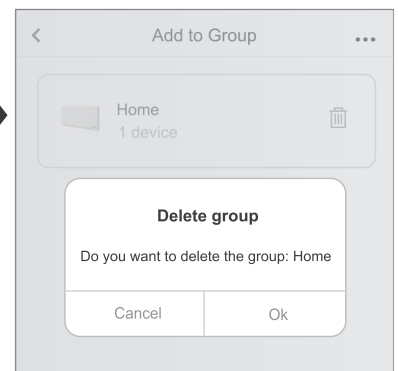 Add to Group
Home
1 device
Delete group
Do you want to delete the group: Home
Cancel
Ok